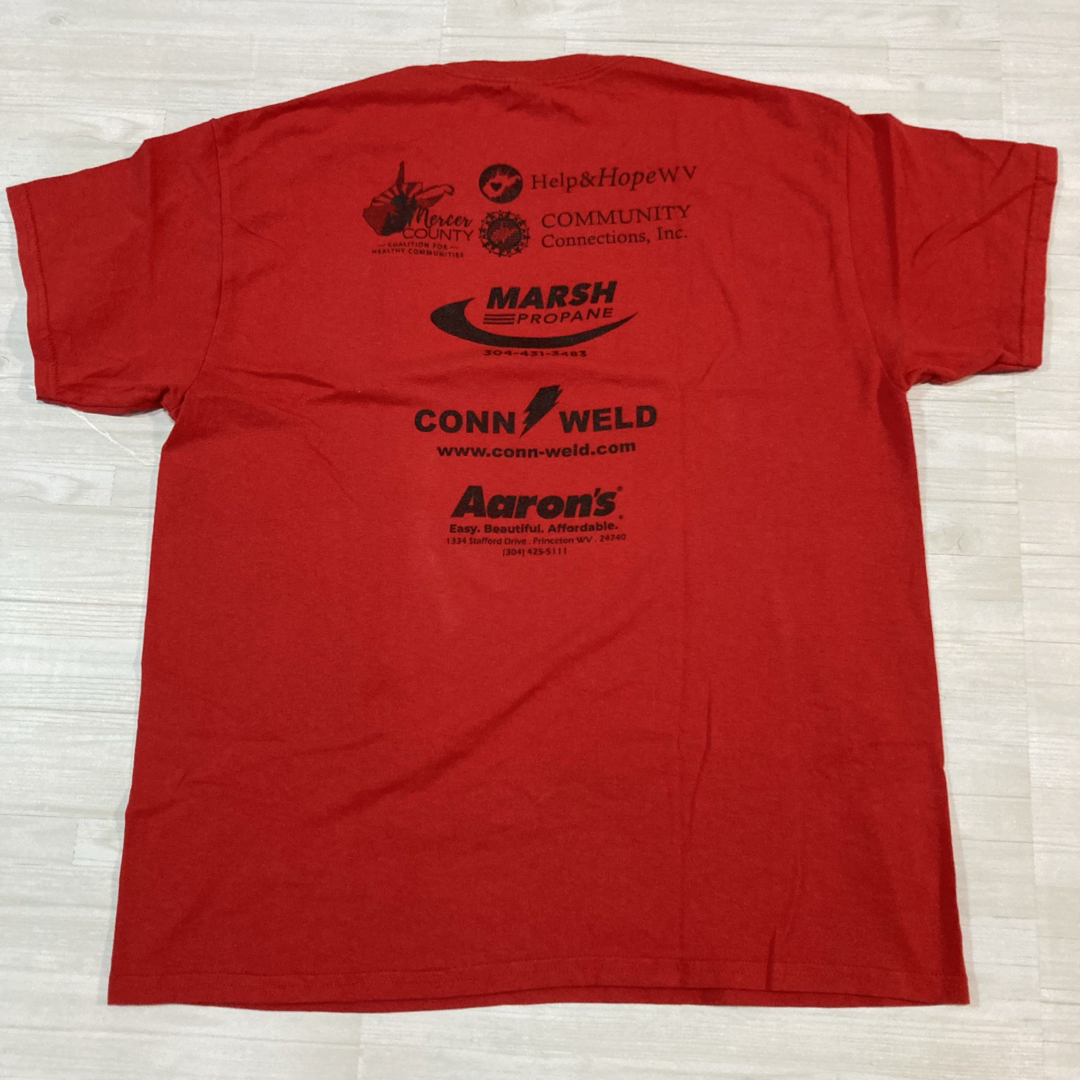 Mercer
COUNTY
COALITION FOR
HEALTHY COMMUNITIES
Help&HopeWV
COMMUNITY
Connections, Inc.
MARSH
PROPANE
304-431-3483
CONN WELD
www.conn-weld.com
Aaron's®
Easy. Beautiful. Affordable.
1334 Stafford Drive . Princeton WV . 24740
(304) 425-5111